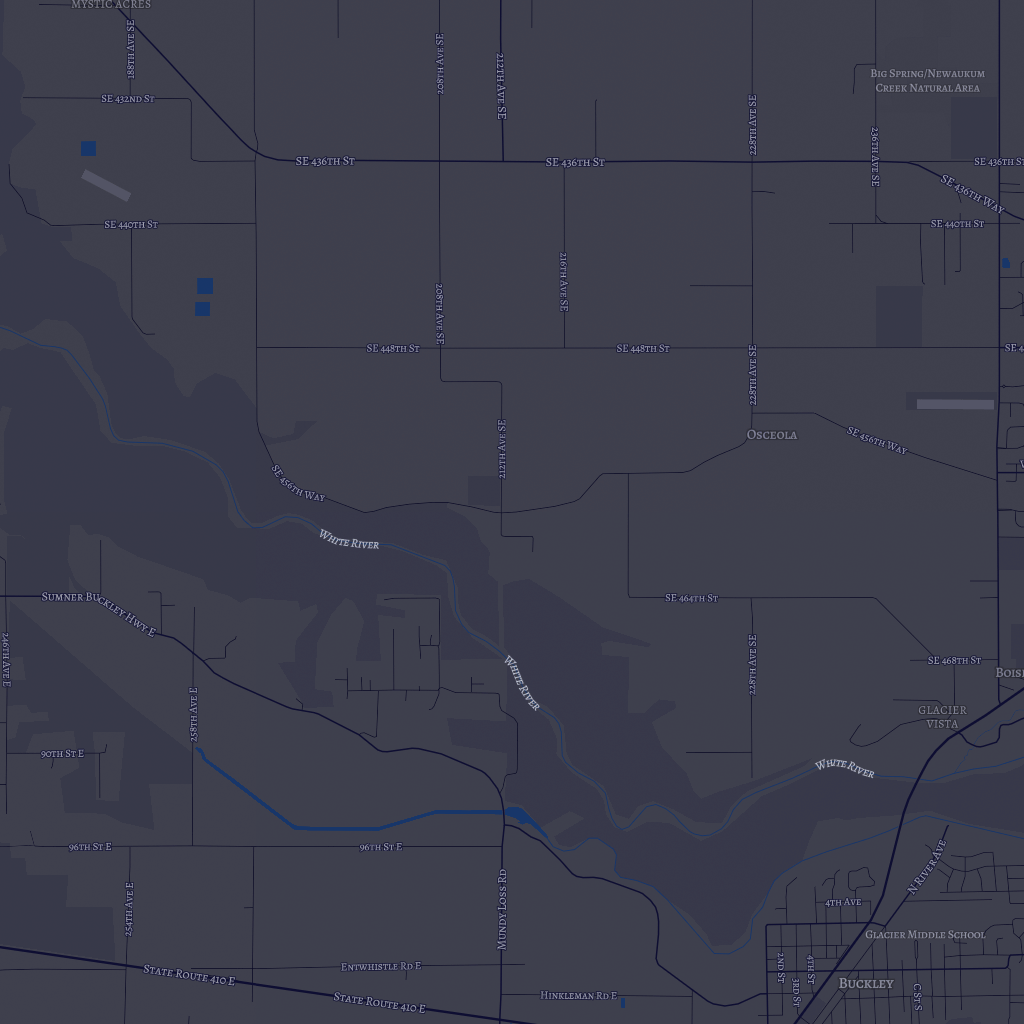 MYSTIC ACRES
188TH AVE SE
208TH AVE SE
212TH AVE SE
Big Spring/Newaukum
Creek Natural Area
SE 432ND ST
228TH AVE SE
236TH AVE SE
SE 436TH ST
SE 436TH ST
SE 436TH ST
SE 436TH WAY
SE 440TH ST
SE 440TH ST
216TH AVE SE
208TH AVE SE
SE 448TH ST
SE 448TH ST
228TH AVE SE
212TH AVE SE
Osceola
SE 456TH WAY
SE 456TH WAY
White River
Sumner Buckley Hwy E
SE 464TH ST
246TH AVE E
228TH AVE SE
SE 468TH ST
White River
258TH AVE E
GLACIER
VISTA
90TH ST E
White River
96TH ST E
96TH ST E
254TH AVE E
Mundy Loss Rd
N River Ave
4TH AVE
Glacier Middle School
Entwhistle Rd E
2ND ST
3RD ST
4TH ST
State Route 410 E
State Route 410 E
Hinkleman Rd E
Buckley
C ST S